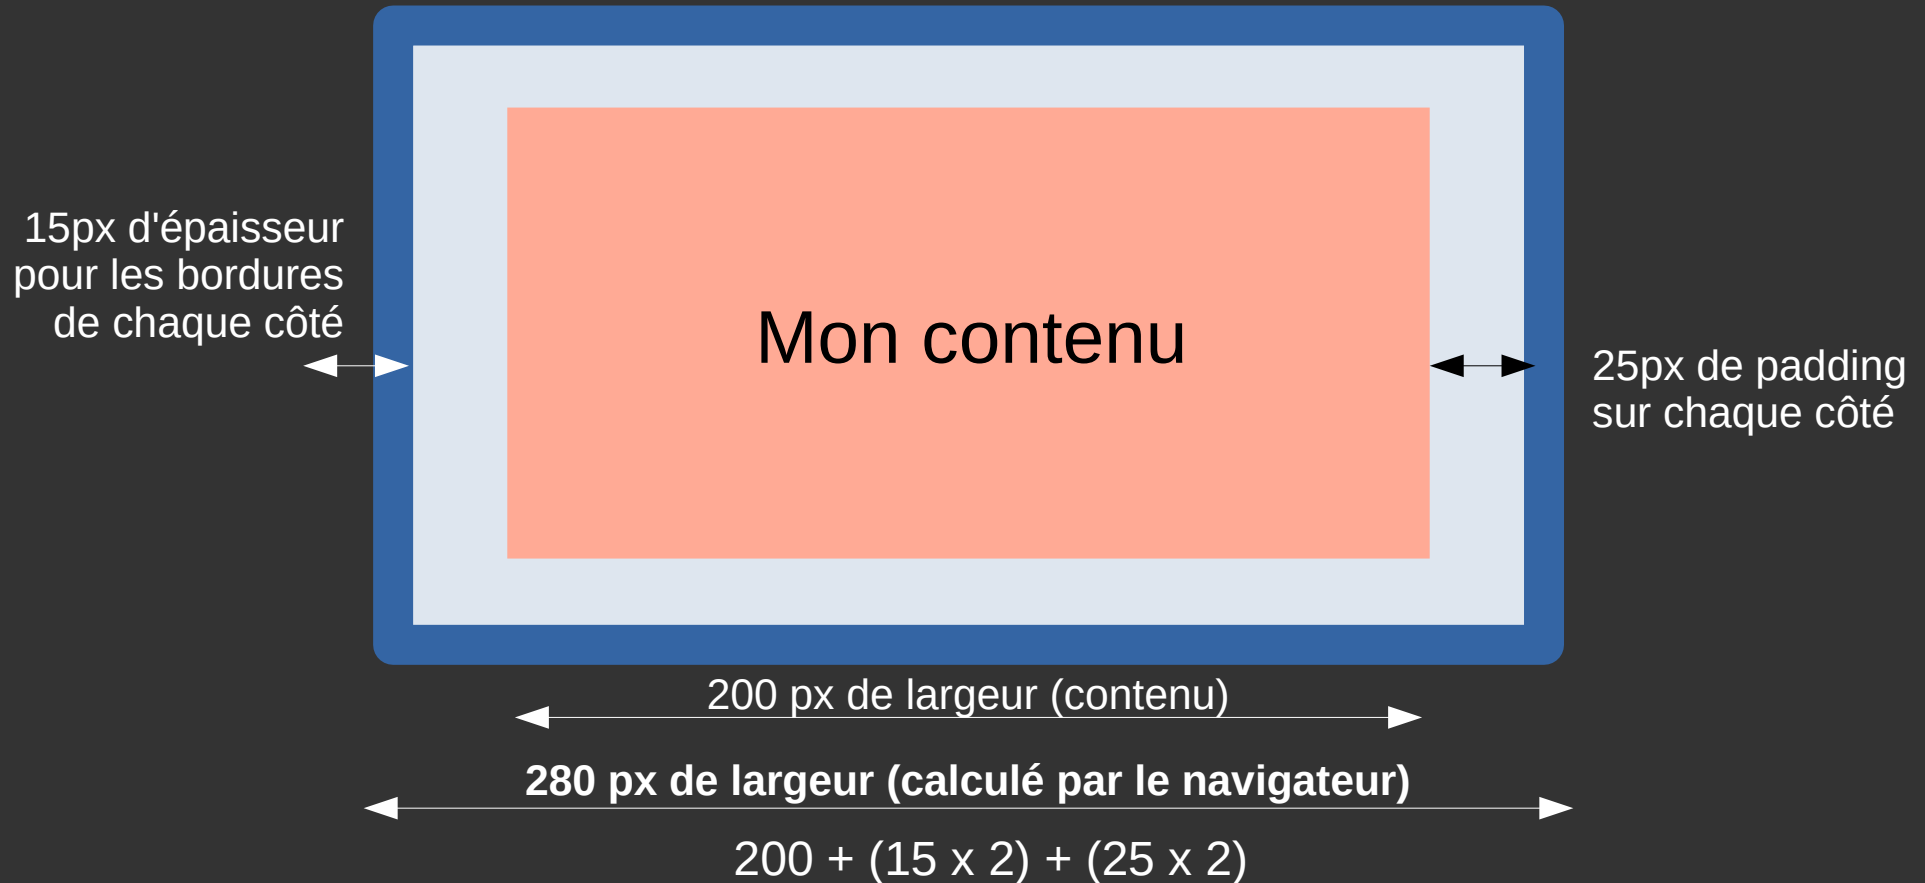 15px d'épaisseur
pour les bordures
de chaque côté
Mon contenu
25px de padding
sur chaque côté
200 px de largeur (contenu)
280 px de largeur (calculé par le navigateur)
200 + (15 x 2) + (25 x 2)